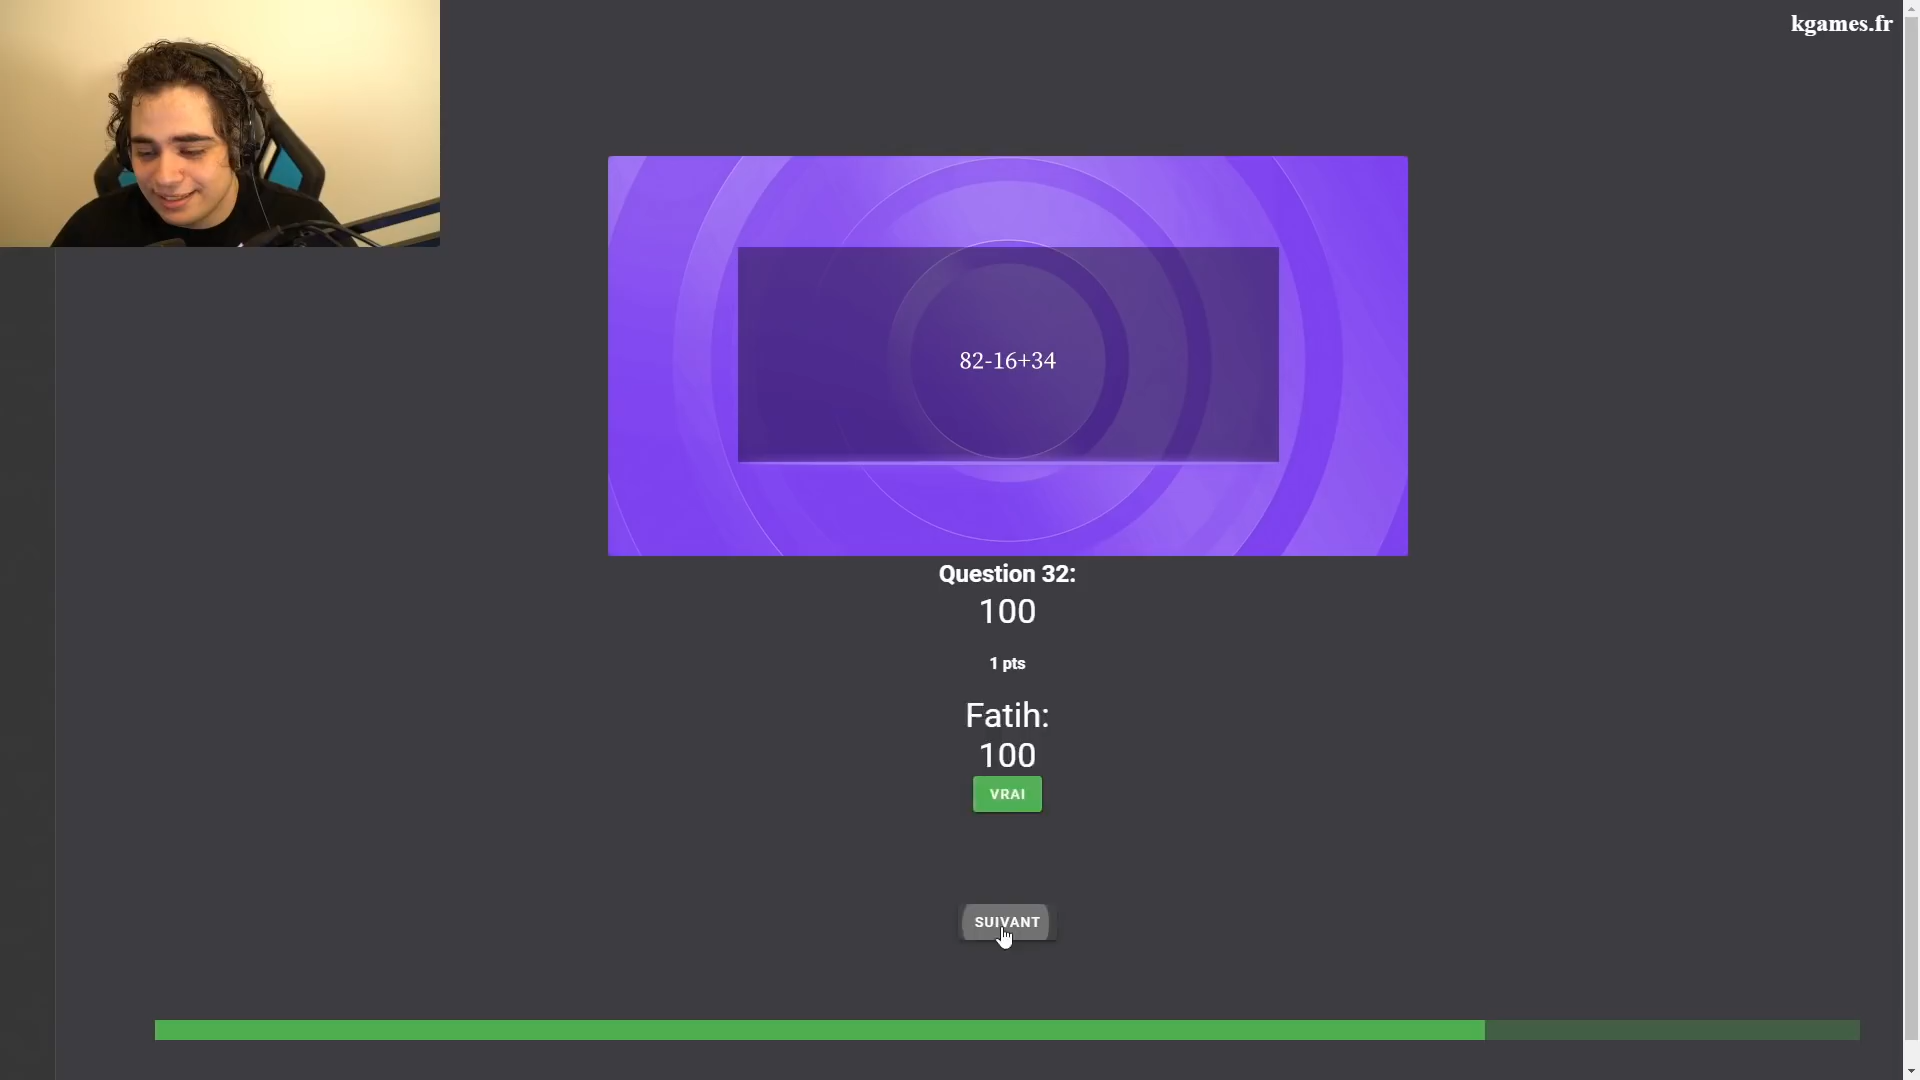 kgames.fr
82-16+34
Question 32:
100
1 pts
Fatih:
100
VRAI
SUIVANT